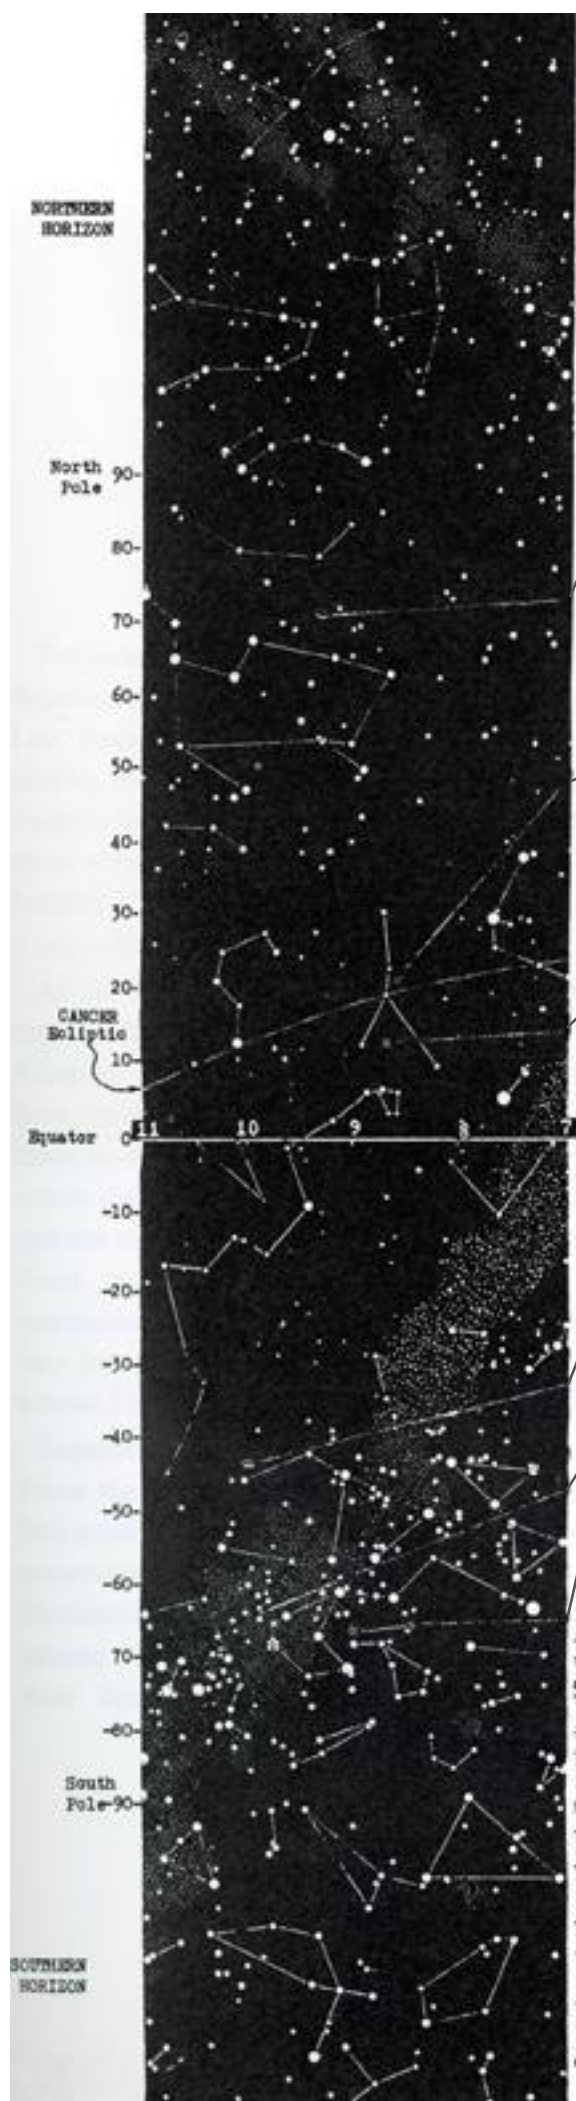 NORTHERN
HORIZON
North
Pole
90-
80-
70-
60-
50-
40-
30-
20-
CANCER
Ecliptic
10-
11 10 9 8 7
Equator 0
-10-
-20-
-30-
-40-
-50-
-60-
-70-
-80-
South
Pole-90-
SOUTHERN
HORIZON